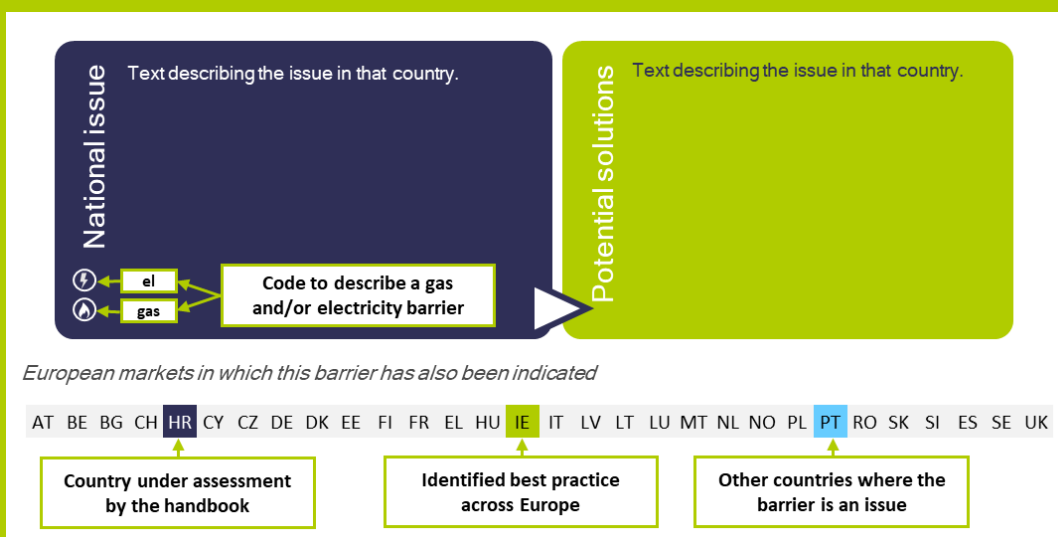 National issue
Text describing the issue in that country.
el
gas
Code to describe a gas
and/or electricity barrier
Potential solutions
Text describing the issue in that country.
European markets in which this barrier has also been indicated
AT BE BG CH HR CY CZ DE DK EE FI FR EL HU IE IT LV LT LU MT NL NO PL PT RO SK SI ES SE UK
Country under assessment
by the handbook
Identified best practice
across Europe
Other countries where the
barrier is an issue